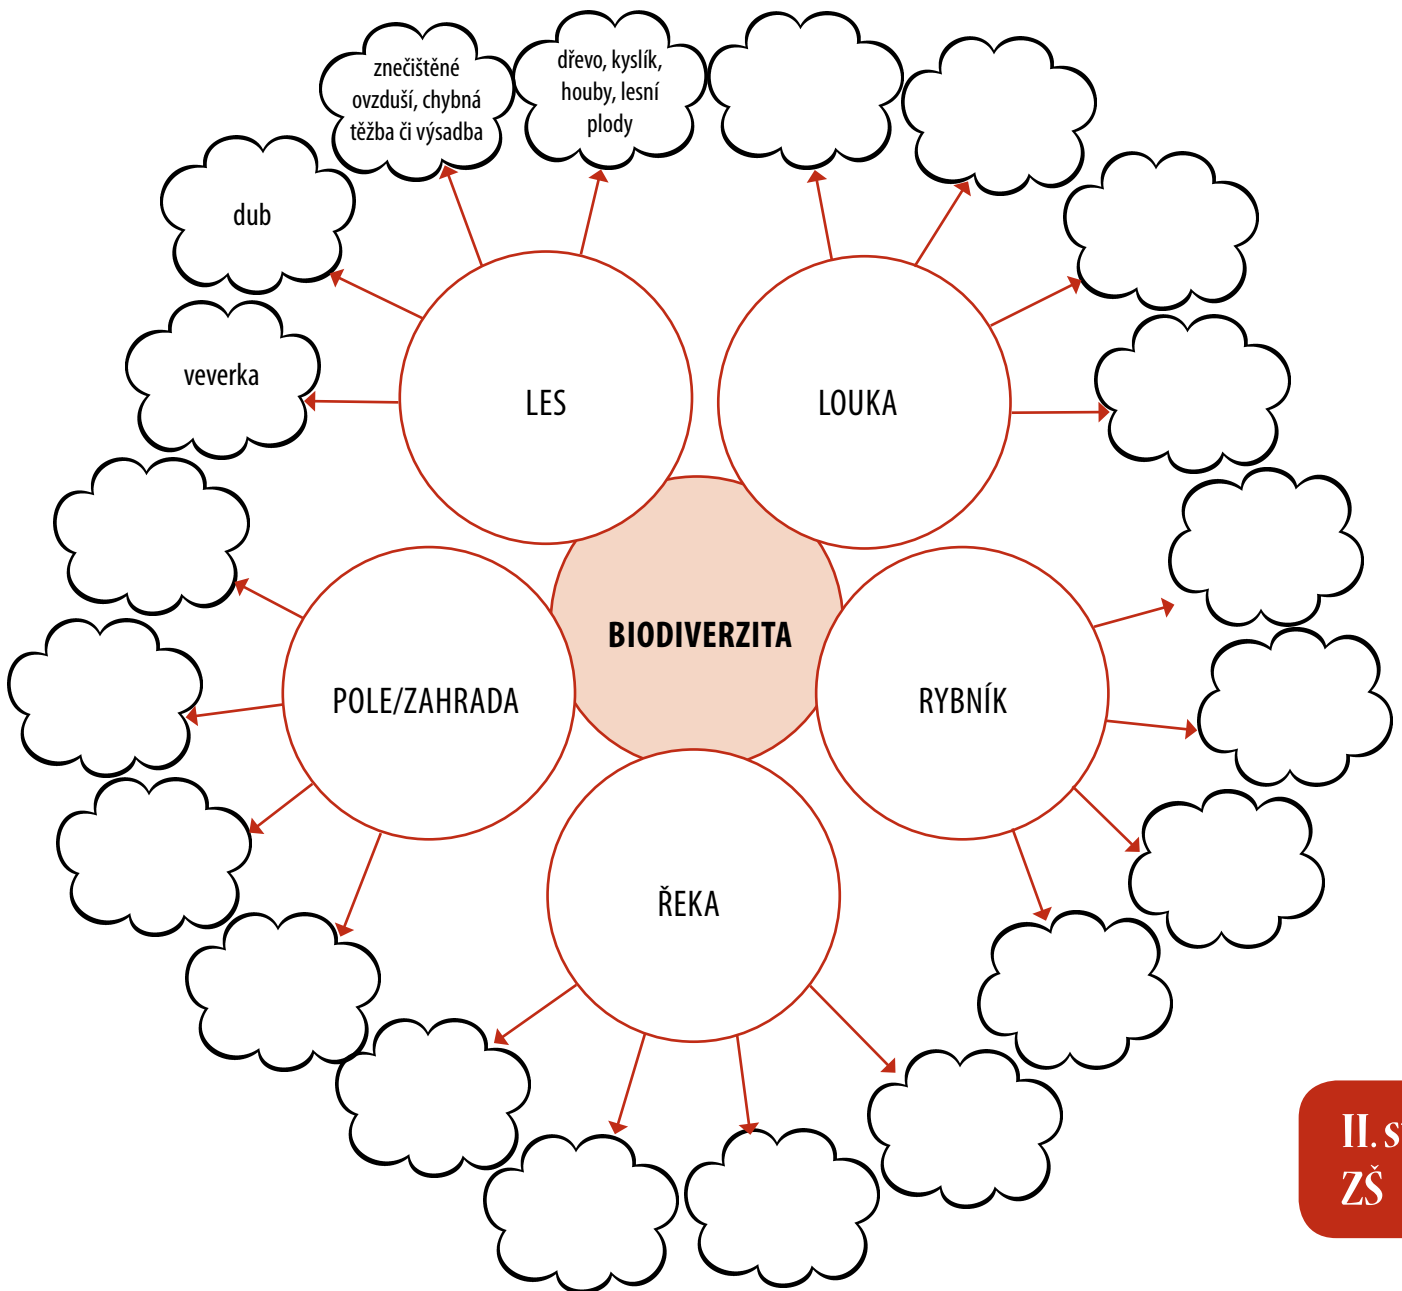 znečištěné
ovzduší, chybná
těžba či výsadba
dřevo, kyslík,
houby, lesní
plody
dub
veverka
LES
LOUKA
BIODIVERZITA
POLE/ZAHRADA
RYBNÍK
ŘEKA
II.
ZŠ